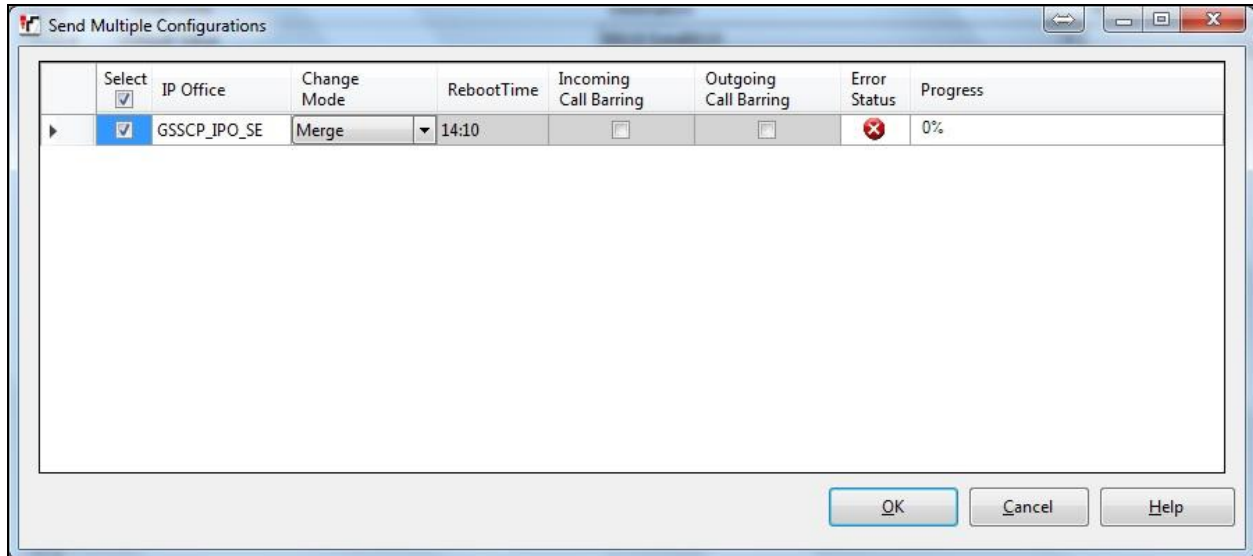 Send Multiple Configurations
Select IP Office Change Mode RebootTime Incoming Call Barring Outgoing Call Barring Error Status Progress
GSSCP_IPO_SE Merge 14:10 0%
OK Cancel Help